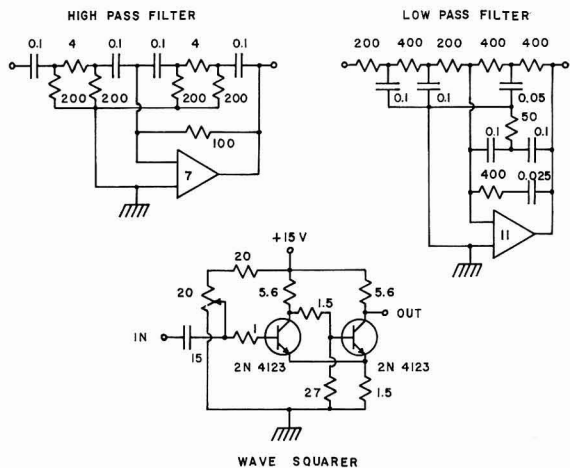 HIGH PASS FILTER
0.1 4 0.1 0.1 4 0.1
200 200 200 200
100
7
LOW PASS FILTER
200 400 200 400 400
0.1 0.1 0.05
50
0.1 0.1
400 0.025
11
+15V
20
5.6 5.6
20 1.5
OUT
IN 1
15
2N 4123 2N 4123
27 1.5
WAVE SQUARER